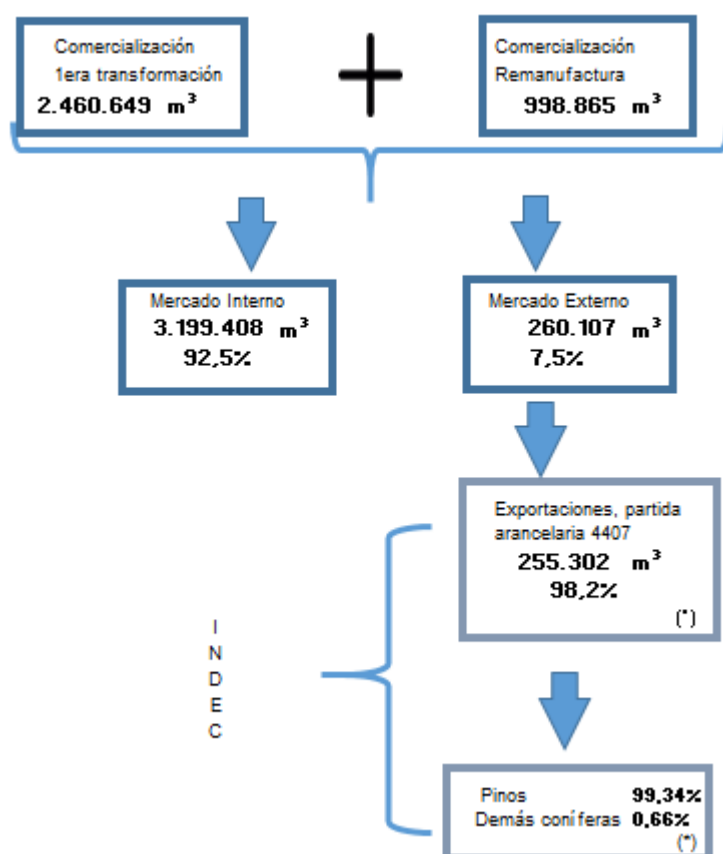 Comercialización
1era transformación
2.460.649 m³
Comercialización
Remanufactura
998.865 m³
Mercado Interno
3.199.408 m³
92,5%
Mercado Externo
260.107 m³
7,5%
Exportaciones, partida
arancelaria 4407
255.302 m³
98,2%
(*)
I
N
D
E
C
Pinos 99,34%
Demás coníferas 0,66%
(*)